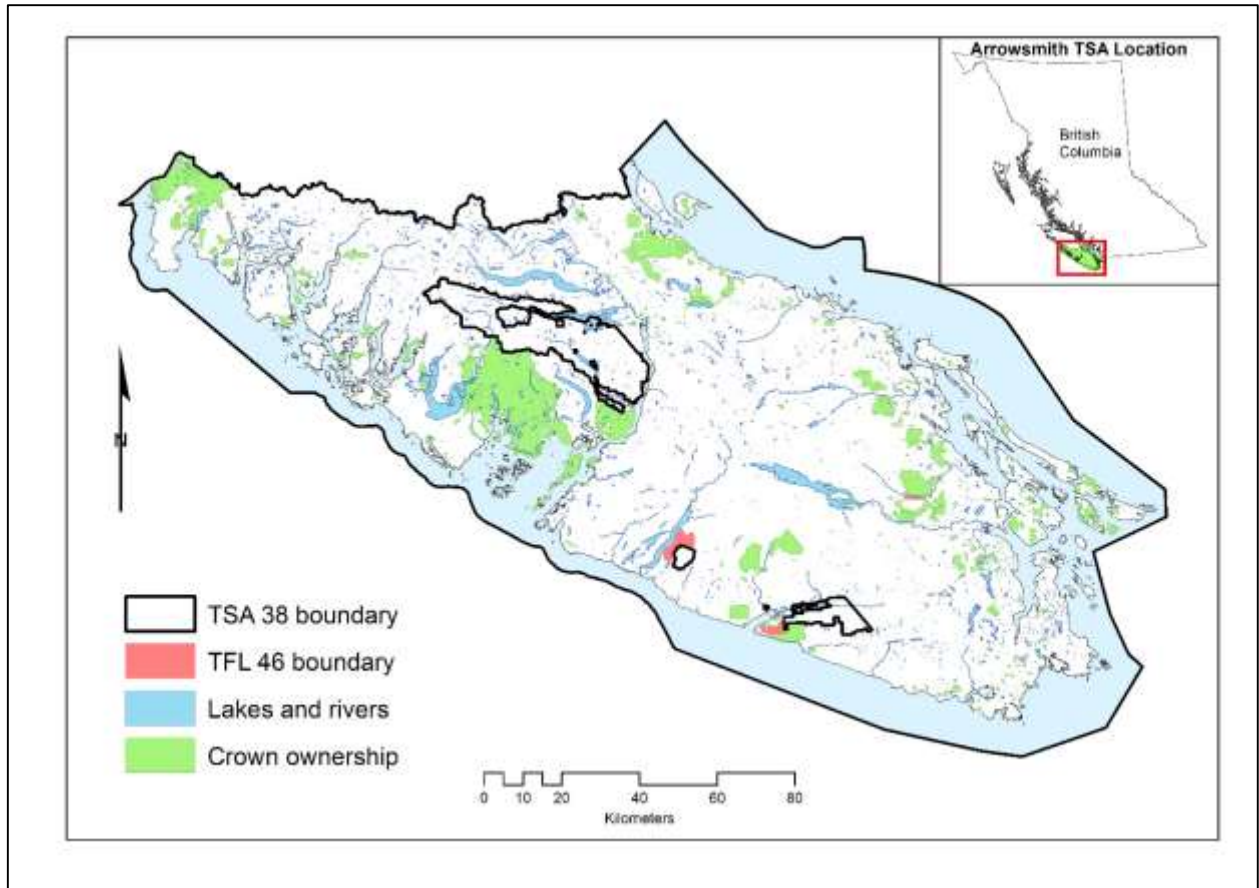 Arrowsmith TSA Location
British
Columbia
N
TSA 38 boundary
TFL 46 boundary
Lakes and rivers
Crown ownership
0 10 20 40 60 80
Kilometers